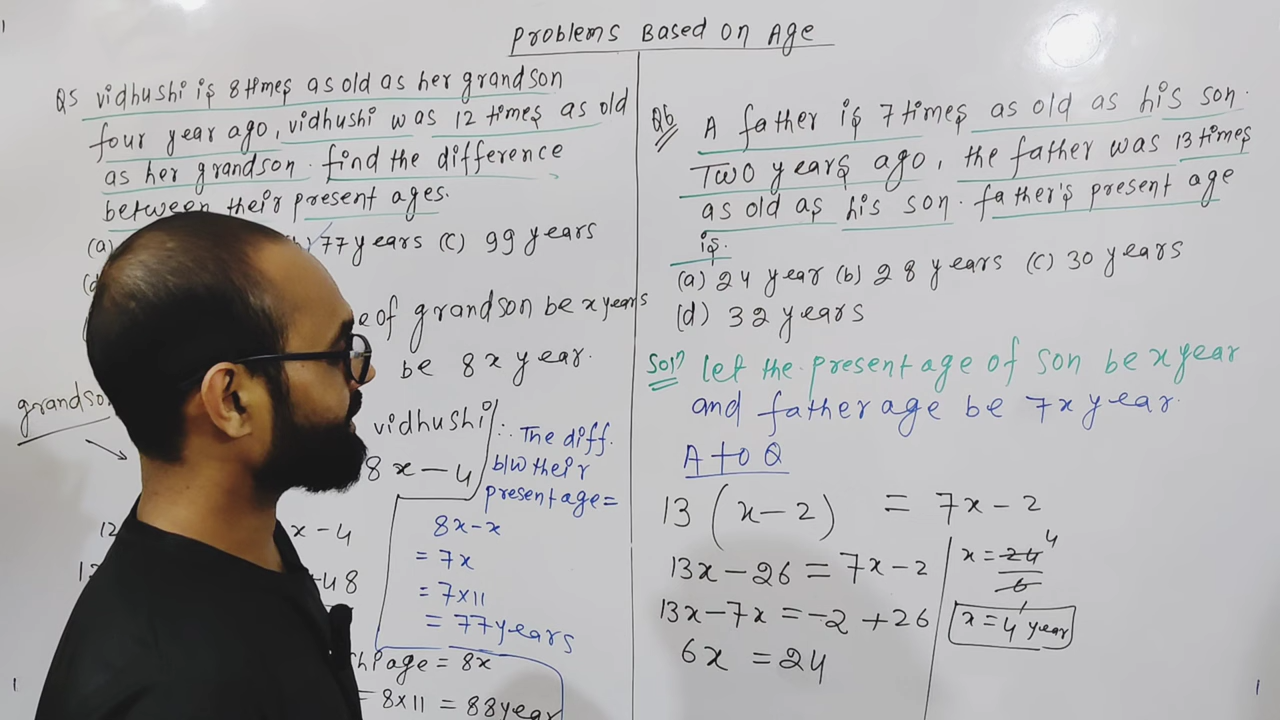 Problems Based on Age
Q5 vidhushi is 8 times as old as her grandson
four year ago, vidhushi was 12 times as old
as her grandson. find the difference
between their present ages.
(a) 77 years (c) 99 years
e of grandson be x years
be 8x year.
grandson
vidhushi
8x-4
12 x-4
48
∴ The diff.
b/w their
present age=
8x-x
= 7x
= 7×11
= 77 years
age = 8x
= 8×11 = 88 year
Q6 A father is 7 times as old as his son.
Two years ago, the father was 13 times
as old as his son. father's present age
is.
(a) 24 year (b) 28 years (c) 30 years
(d) 32 years
Solⁿ let the present age of son be x year
and father age be 7x year.
A to Q
13 (x-2) = 7x-2
13x-26 = 7x-2
13x-7x = -2+26
6x = 24
x = 24/6 4
x = 4 year